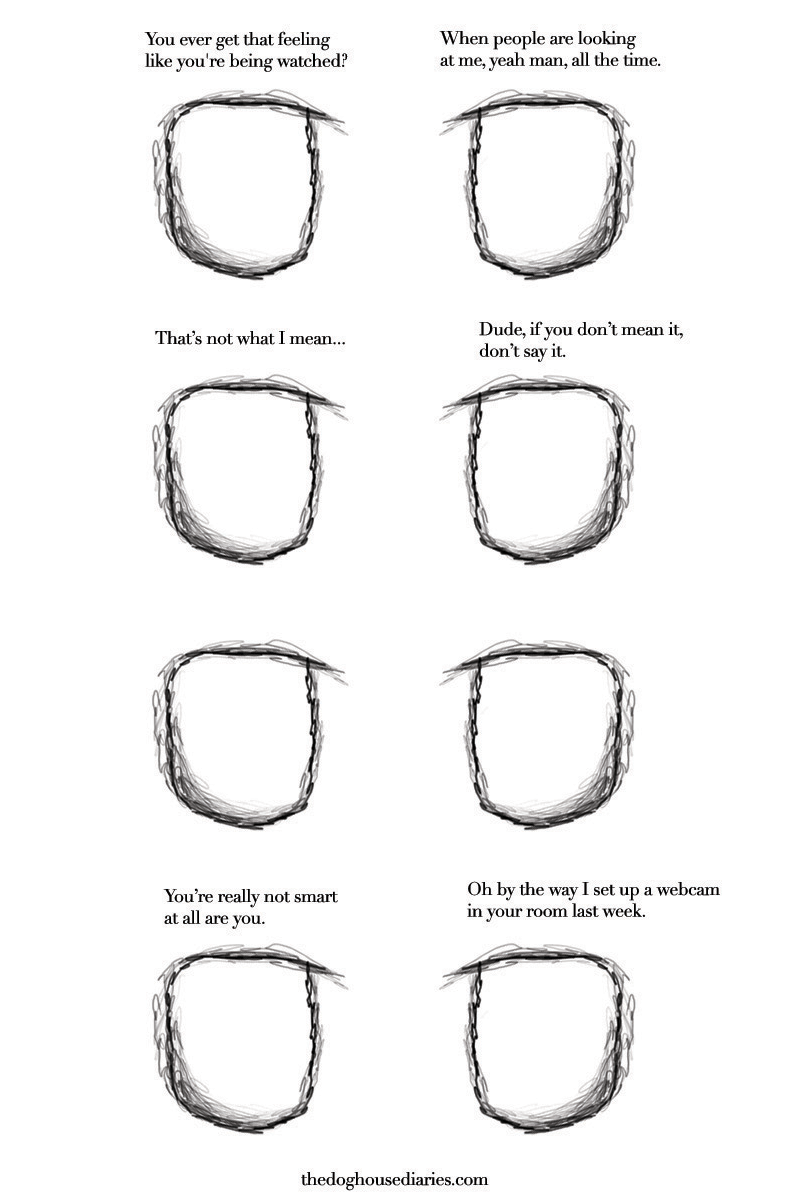 You ever get that feeling
like you're being watched?
When people are looking
at me, yeah man, all the time.
That's not what I mean...
Dude, if you don't mean it,
don't say it.
You're really not smart
at all are you.
Oh by the way I set up a webcam
in your room last week.
thedoghousediaries.com